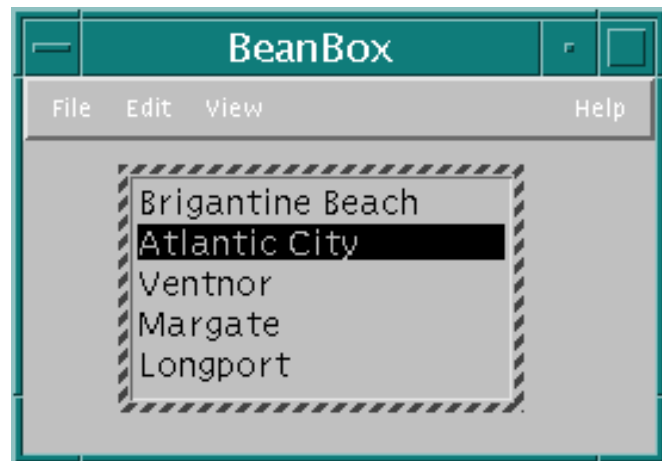 BeanBox
File Edit View Help
Brigantine Beach
Atlantic City
Ventnor
Margate
Longport